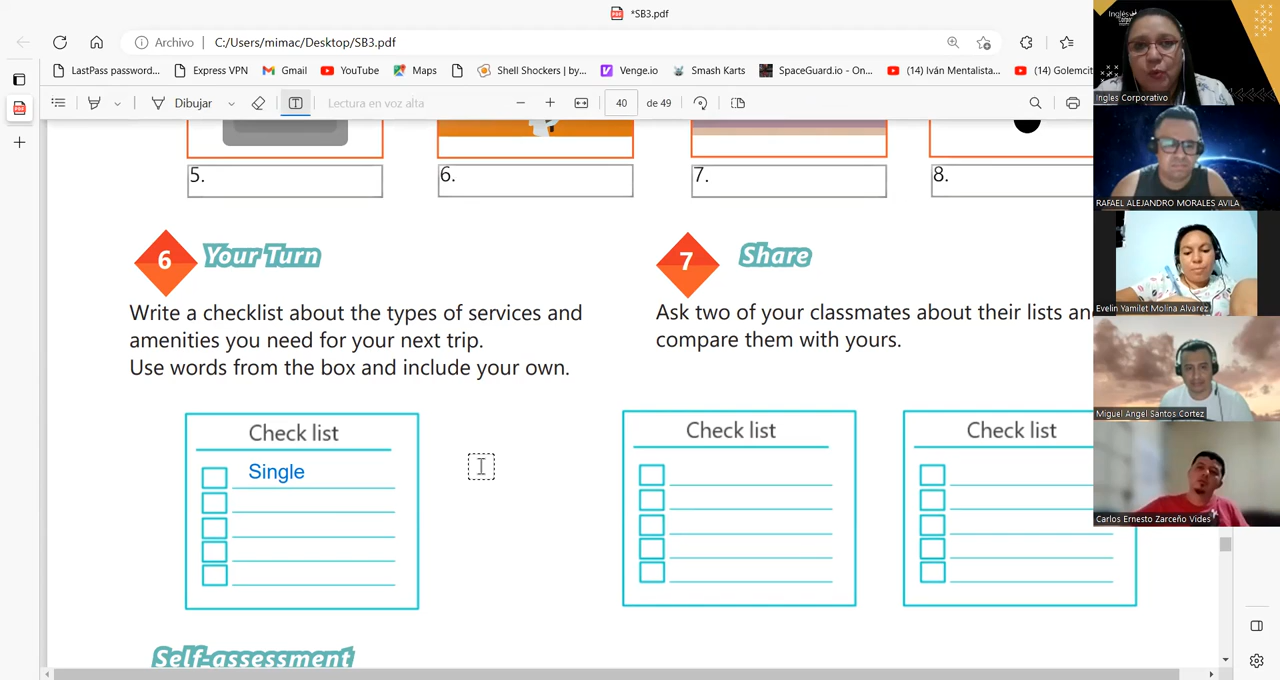 *SB3.pdf
Archivo C:/Users/mimac/Desktop/SB3.pdf
LastPass password... Express VPN Gmail YouTube Maps Shell Shockers | by... Venge.io Smash Karts SpaceGuard.io - On... (14) Iván Mentalista... (14) Golemcit
Dibujar Lectura en voz alta 40 de 49
5. 6. 7. 8.
6 Your Turn
Write a checklist about the types of services and
amenities you need for your next trip.
Use words from the box and include your own.
Check list
Single
7 Share
Ask two of your classmates about their lists an
compare them with yours.
Check list
Check list
Self-assessment
Inglés
Corpor
Ingles Corporativo
RAFAEL ALEJANDRO MORALES AVILA
Evelin Yamilet Molina Alvarez
Miguel Angel Santos Cortez
Carlos Ernesto Zarceño Vides